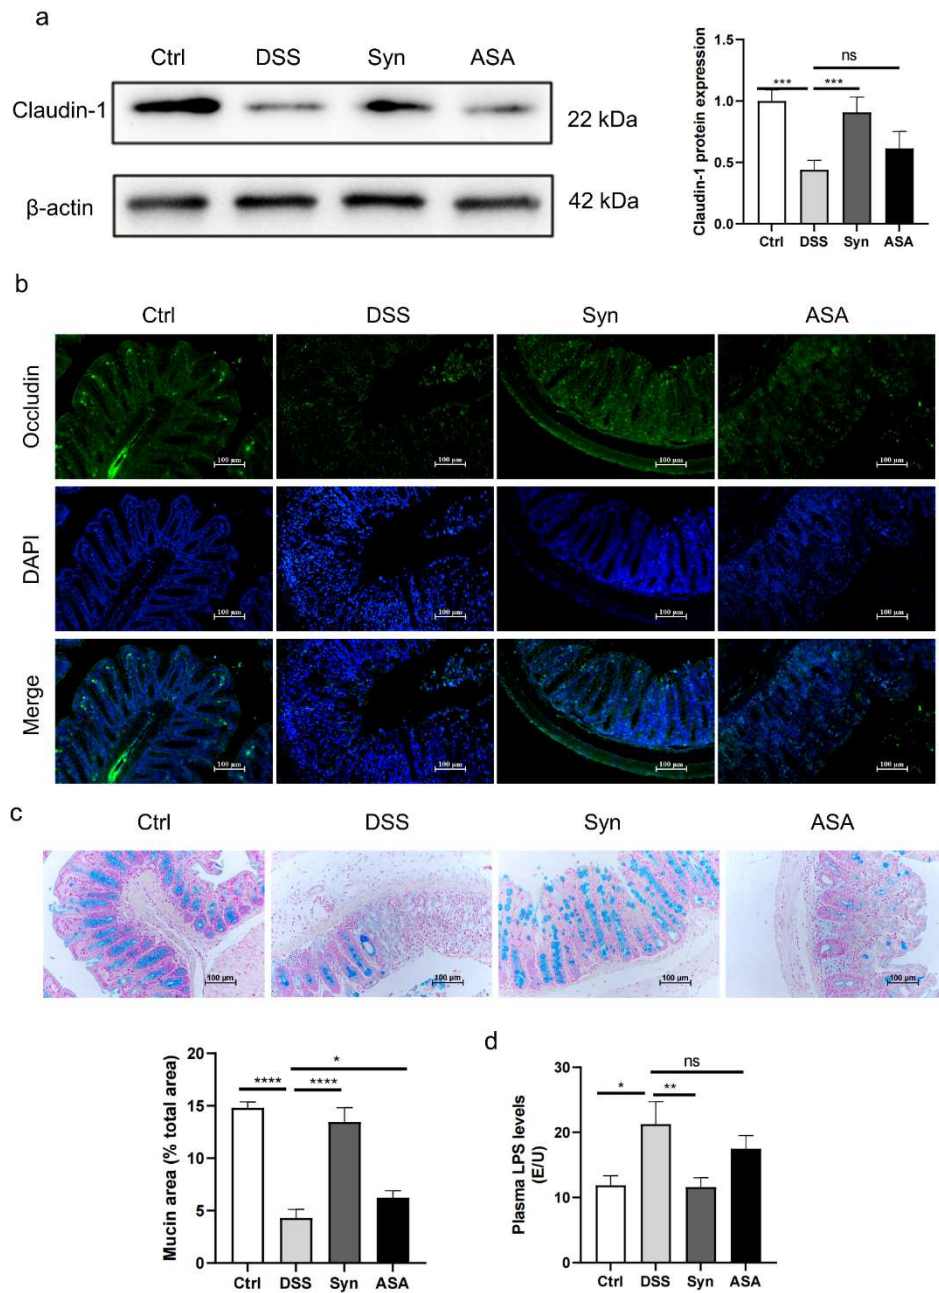 a
Ctrl DSS Syn ASA
Claudin-1
22 kDa
β-actin
42 kDa
Claudin-1 protein expression
1.5
1.0
0.5
0.0
ns
*** ***
Ctrl DSS Syn ASA
b
Ctrl DSS Syn ASA
Occludin
100 µm 100 µm 100 µm 100 µm
DAPI
100 µm 100 µm 100 µm 100 µm
Merge
100 µm 100 µm 100 µm 100 µm
c
Ctrl DSS Syn ASA
100 µm 100 µm 100 µm 100 µm
Mucin area (% total area)
20
15
10
5
0
*
**** ****
Ctrl DSS Syn ASA
d
Plasma LPS levels
(E/U)
30
20
10
0
ns
* **
Ctrl DSS Syn ASA